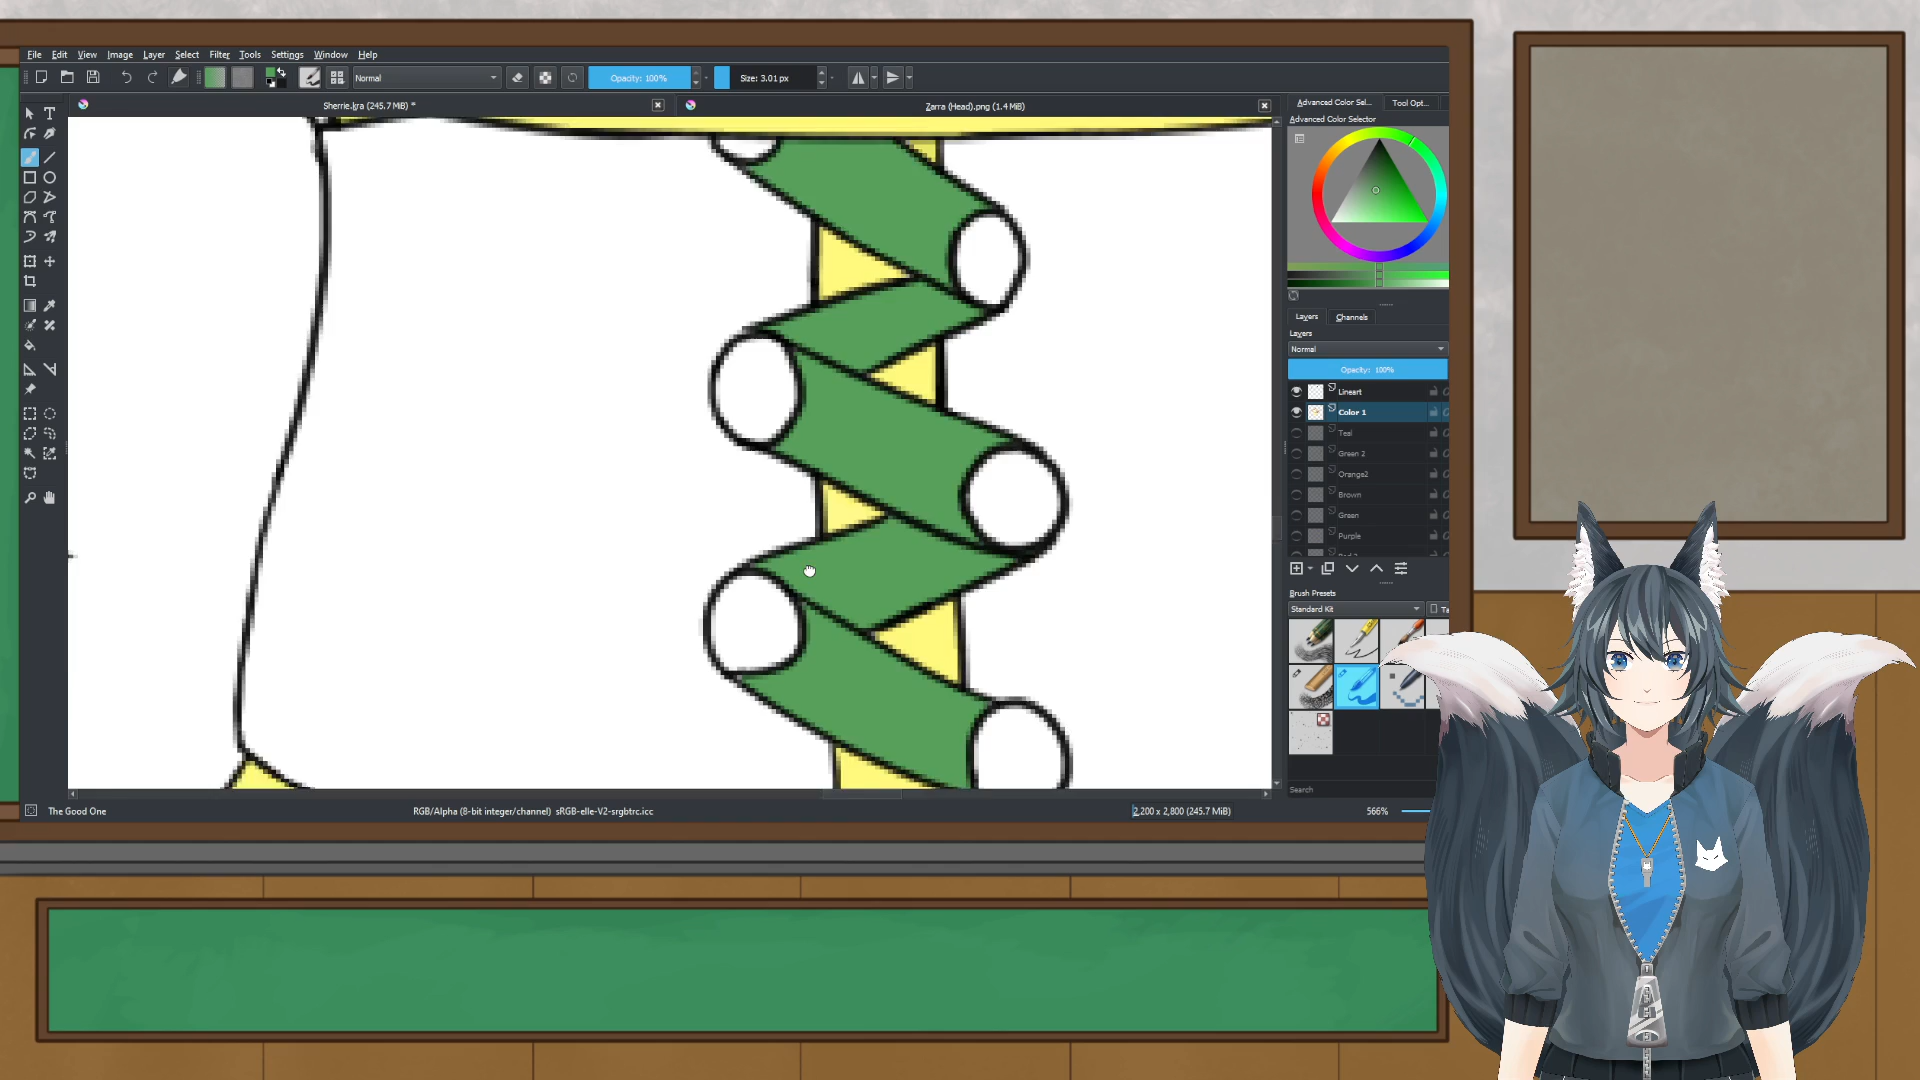 File Edit View Image Layer Select Filter Tools Settings Window Help
Normal Opacity: 100% Size: 3.01 px
Sherrie.kra (245.7 MiB) * Zarra (Head).png (1.4 MiB)
Advanced Color Sel... Tool Opt...
Advanced Color Selector
Layers Channels
Layers
Normal
Opacity: 100%
Lineart
Color 1
Teal
Green 2
Orange2
Brown
Green
Purple
Brush Presets
Standard Kit Ta
Search
The Good One RGB/Alpha (8-bit integer/channel) sRGB-elle-V2-srgbtrc.icc 2,200 x 2,800 (245.7 MiB) 566%